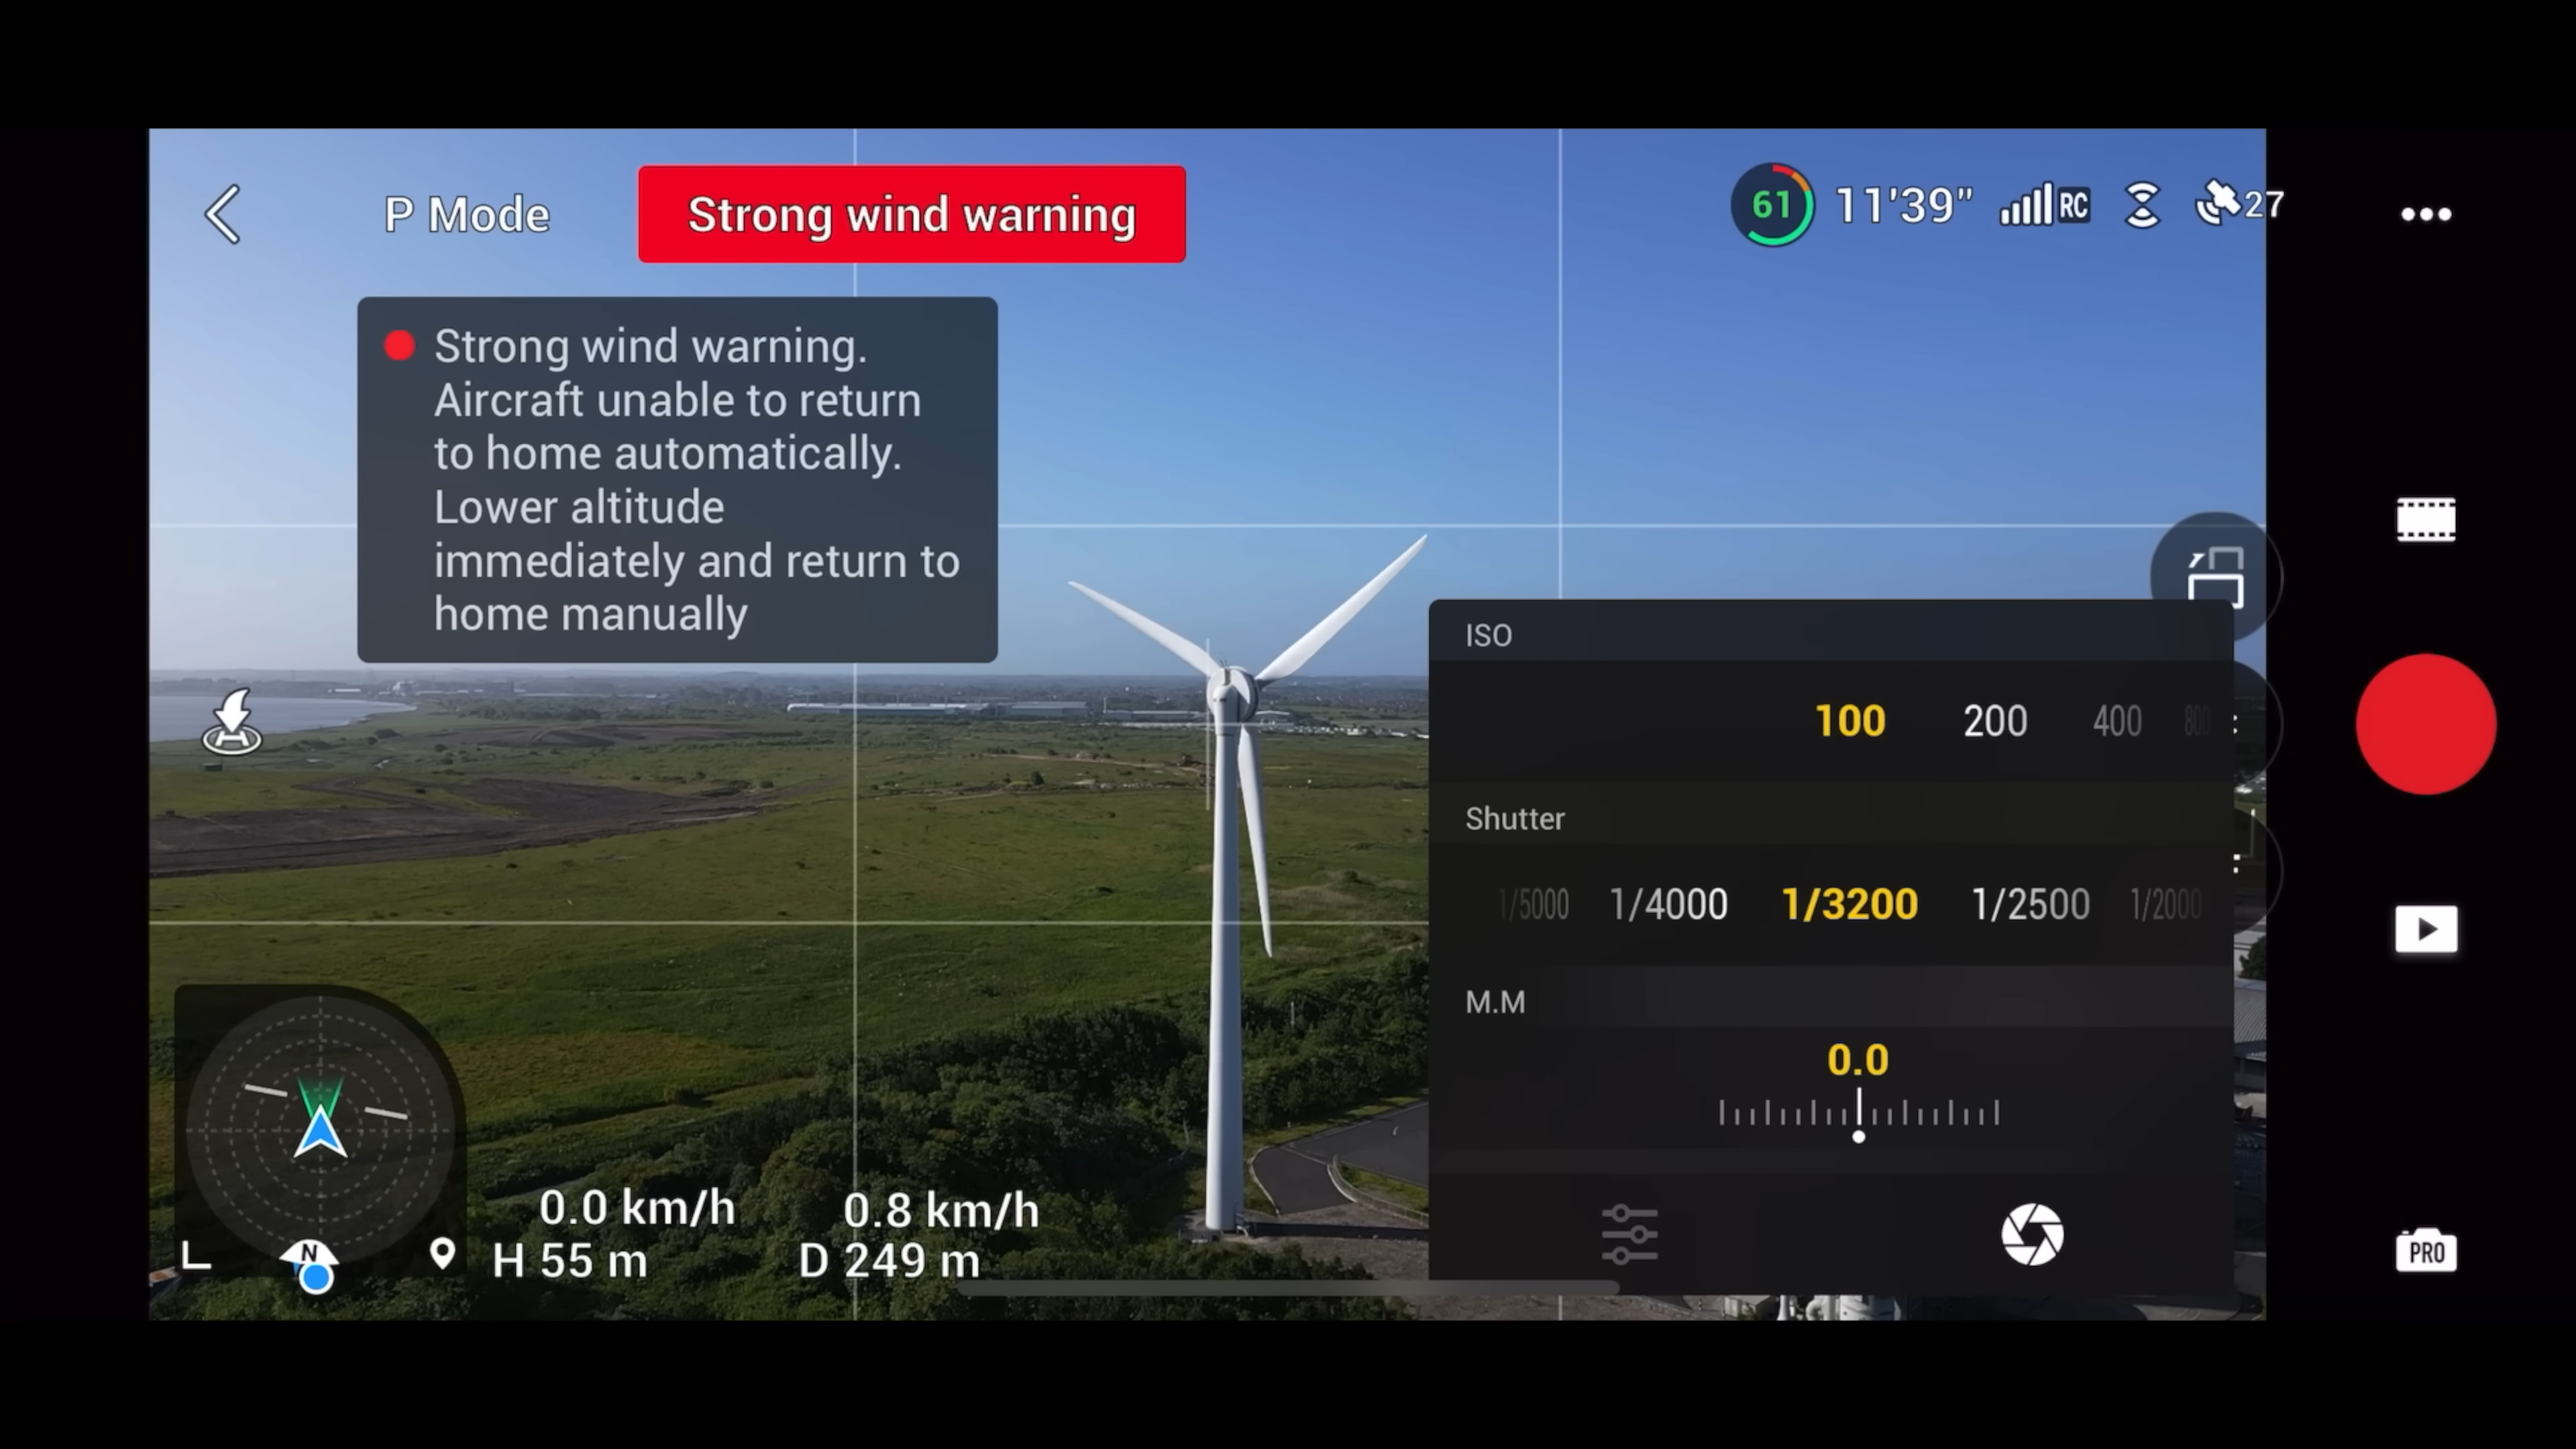 P Mode
Strong wind warning
61
11'39"
RC
27
Strong wind warning.
Aircraft unable to return
to home automatically.
Lower altitude
immediately and return to
home manually
ISO
100 200 400 800
Shutter
1/5000 1/4000 1/3200 1/2500 1/2000
M.M
0.0
0.0 km/h 0.8 km/h
H 55 m D 249 m
N
PRO